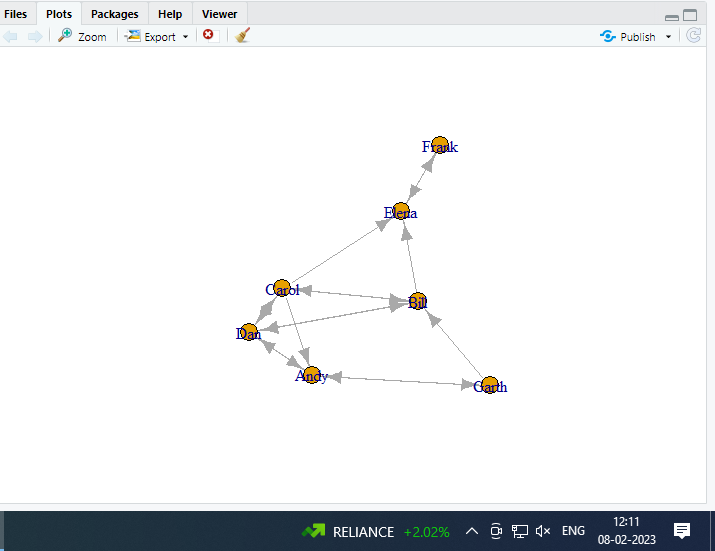 Files Plots Packages Help Viewer
Zoom Export Publish
Frank
Elena
Carol
Bill
Dan
Andy
Garth
RELIANCE +2.02% ENG 12:11
08-02-2023